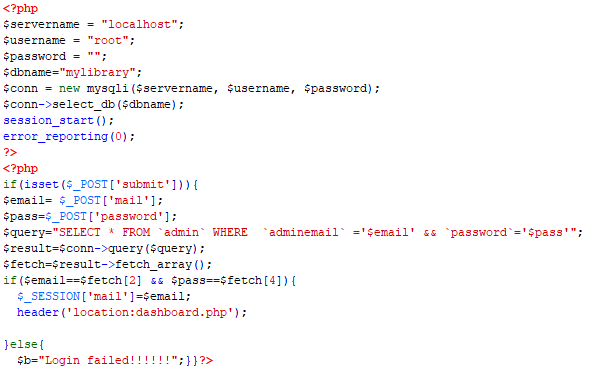 <?php
$servername = "localhost";
$username = "root";
$password = "";
$dbname="mylibrary";
$conn = new mysqli($servername, $username, $password);
$conn->select_db($dbname);
session_start();
error_reporting(0);
?>
<?php
if(isset($_POST['submit'])){
$email= $_POST['mail'];
$pass=$_POST['password'];
$query="SELECT * FROM `admin` WHERE  `adminemail` ='$email' && `password`='$pass'";
$result=$conn->query($query);
$fetch=$result->fetch_array();
if($email==$fetch[2] && $pass==$fetch[4]){
  $_SESSION['mail']=$email;
  header('location:dashboard.php');

}else{
  $b="Login failed!!!!!!";}}?>